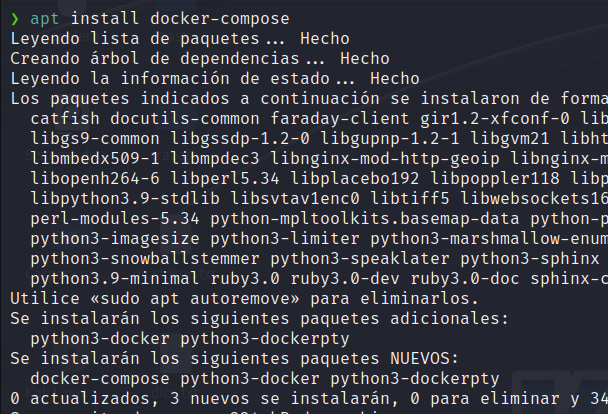 ❯ apt install docker-compose
Leyendo lista de paquetes... Hecho
Creando árbol de dependencias... Hecho
Leyendo la información de estado... Hecho
Los paquetes indicados a continuación se instalaron de forma
catfish docutils-common faraday-client gir1.2-xfconf-0 lib
libgs9-common libgssdp-1.2-0 libgupnp-1.2-1 libgvm21 libht
libmbedx509-1 libmpdec3 libnginx-mod-http-geoip libnginx-m
libopenh264-6 libperl5.34 libplacebo192 libpoppler118 libp
libpython3.9-stdlib libsvtav1enc0 libtiff5 libwebsockets16
perl-modules-5.34 python-mpltoolkits.basemap-data python-p
python3-imagesize python3-limiter python3-marshmallow-enum
python3-snowballstemmer python3-speaklater python3-sphinx
python3.9-minimal ruby3.0 ruby3.0-dev ruby3.0-doc sphinx-c
Utilice «sudo apt autoremove» para eliminarlos.
Se instalarán los siguientes paquetes adicionales:
python3-docker python3-dockerpty
Se instalarán los siguientes paquetes NUEVOS:
docker-compose python3-docker python3-dockerpty
0 actualizados, 3 nuevos se instalarán, 0 para eliminar y 34